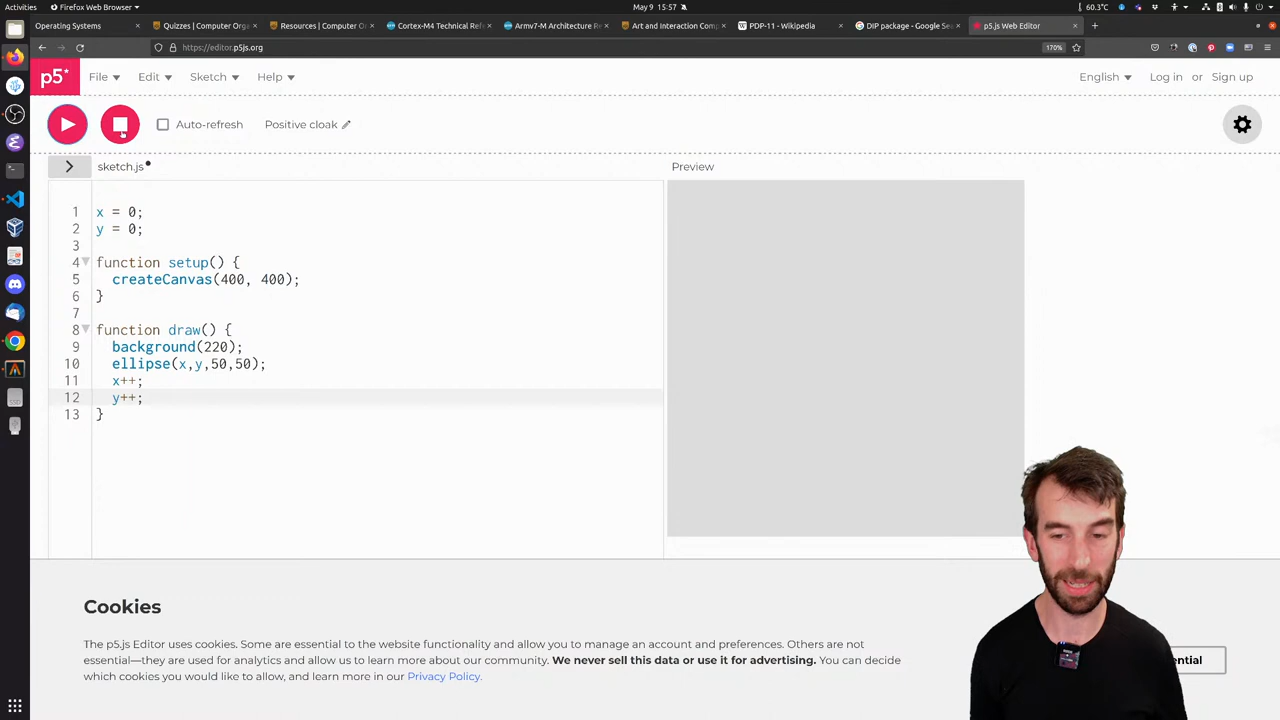 Activities
Firefox Web Browser
May 9 15:57
60.3°C
Operating Systems
Quizzes | Computer Orga
Resources | Computer O
Cortex-M4 Technical Ref
Armv7-M Architecture Re
Art and Interaction Comp
PDP-11 - Wikipedia
DIP package - Google Sea
p5.js Web Editor
https://editor.p5js.org
170%
p5*
File
Edit
Sketch
Help
English
Log in or Sign up
Auto-refresh
Positive cloak
sketch.js
Preview
1 x = 0;
2 y = 0;
3
4 function setup() {
5 createCanvas(400, 400);
6 }
7
8 function draw() {
9 background(220);
10 ellipse(x,y,50,50);
11 x++;
12 y++;
13 }
Cookies
The p5.js Editor uses cookies. Some are essential to the website functionality and allow you to manage an account and preferences. Others are not
essential—they are used for analytics and allow us to learn more about our community. We never sell this data or use it for advertising. You can decide
which cookies you would like to allow, and learn more in our Privacy Policy.
ential